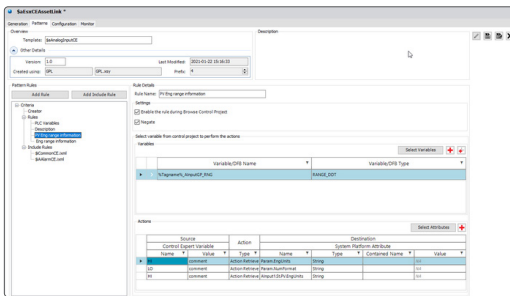 $aEoxCEAssetLink *
Generation Patterns Configuration Monitor
Overview
Template: $aAnalogInputCE
Description
Other Details
Version: 1.0 Last Modified: 2021-01-22 15:16:33
Created using: GPL GPL.Xsr Prefix: 4
Pattern Rules
Add Rule Add Include Rule
Criteria
Creator
Rules
PLC Variables
Description
PV Eng range information
Eng range information
Include Rules
$aCommonCE.xml
$aAlarmCE.xml
Rule Details
Rule Name: PV Eng range information
Settings
Enable the rule during Browse Control Project
Negate
Select variable from control project to perform the actions
Variables
Select Variables
Variable/DFB Name Variable/DFB Type
RANGE_DDT
Actions
Select Attributes
Source Action Destination
Control Expert Variable System Platform Attribute
Name Value Type Name Type Contained Name Value
comment Action Retrieve Param.EngUnits String
LO comment Action Retrieve Param.NumFormat String
HI comment Action Retrieve String